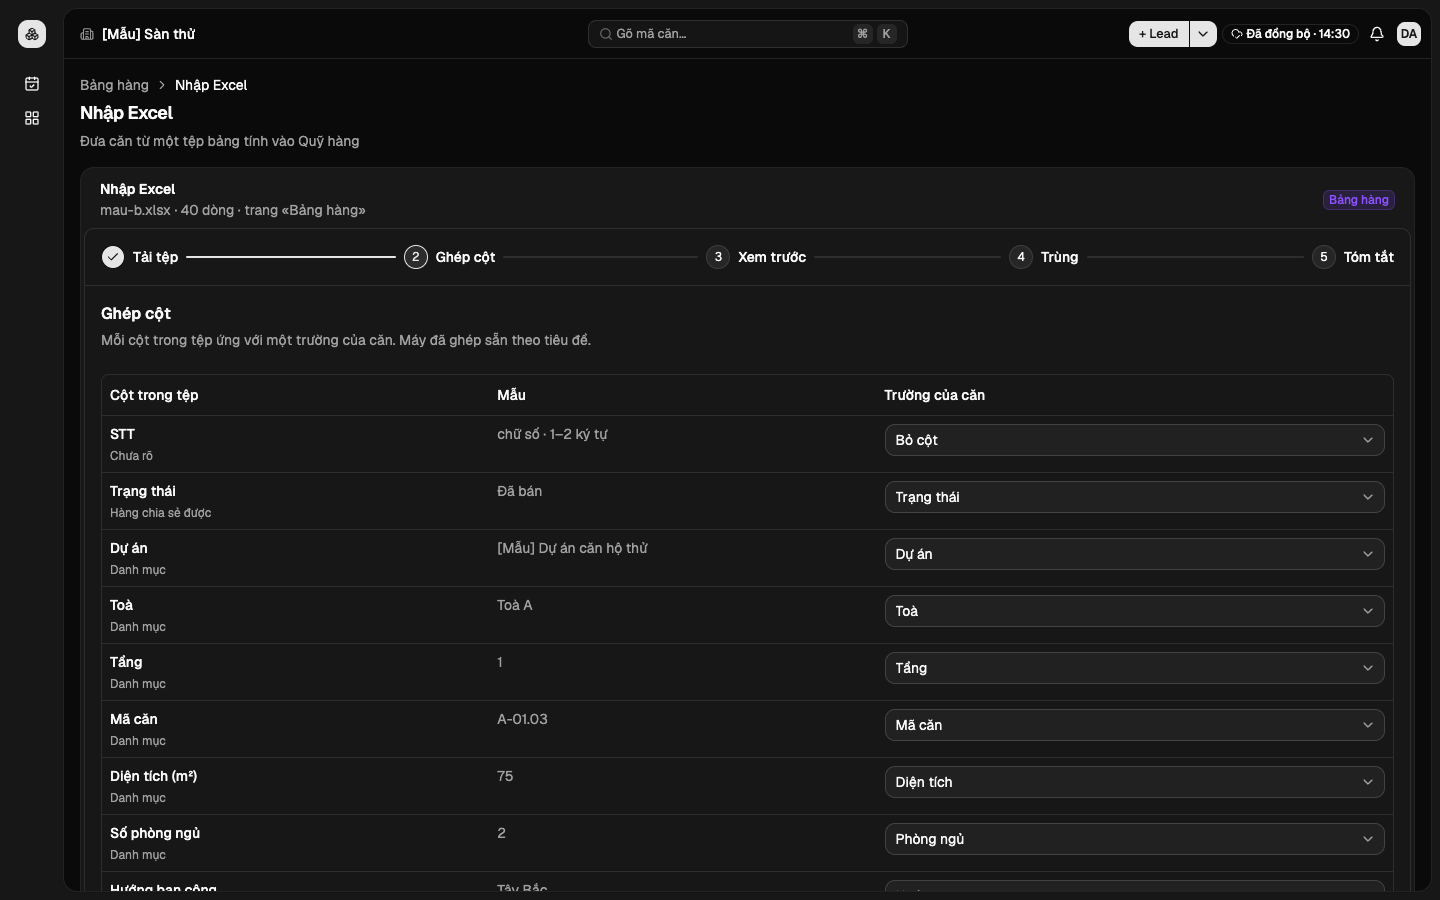 [Mẫu] Sàn thử
Gõ mã căn...
⌘ K
+ Lead
Đã đồng bộ · 14:30
DA
Bảng hàng > Nhập Excel
Nhập Excel
Đưa căn từ một tệp bảng tính vào Quỹ hàng
Nhập Excel
mau-b.xlsx · 40 dòng · trang «Bảng hàng»
Bảng hàng
Tải tệp
2 Ghép cột
3 Xem trước
4 Trùng
5 Tóm tắt
Ghép cột
Mỗi cột trong tệp ứng với một trường của căn. Máy đã ghép sẵn theo tiêu đề.
Cột trong tệp Mẫu Trường của căn
STT chữ số · 1–2 ký tự Bỏ cột
Chưa rõ
Trạng thái Đã bán Trạng thái
Hàng chia sẻ được
Dự án [Mẫu] Dự án căn hộ thử Dự án
Danh mục
Toà Toà A Toà
Danh mục
Tầng 1 Tầng
Danh mục
Mã căn A-01.03 Mã căn
Danh mục
Diện tích (m²) 75 Diện tích
Danh mục
Số phòng ngủ 2 Phòng ngủ
Danh mục
Hướng ban công Tây Bắc